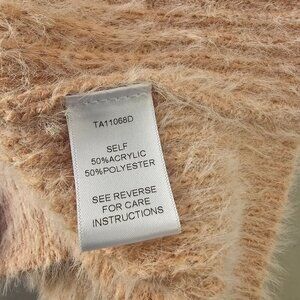 TA11068D
SELF
50%ACRYLIC
50%POLYESTER
SEE REVERSE
FOR CARE
INSTRUCTIONS